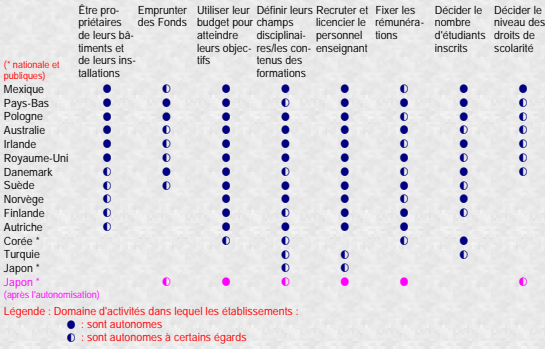 Être pro-
priétaires
de leurs bâ-
timents et
de leurs ins-
tallations
Emprunter
des Fonds
Utiliser leur
budget pour
atteindre
leurs objec-
tifs
Définir leurs
champs
disciplinai-
res/les con-
tenus des
formations
Recruter et
licencier le
personnel
enseignant
Fixer les
rémunéra-
tions
Décider le
nombre
d'étudiants
inscrits
Décider le
niveau des
droits de
scolarité
(* nationale et
publiques)
Mexique
Pays-Bas
Pologne
Australie
Irlande
Royaume-Uni
Danemark
Suède
Norvège
Finlande
Autriche
Corée *
Turquie
Japon *
Japon *
(après l'autonomisation)
Légende : Domaine d'activités dans lequel les établissements :
: sont autonomes
: sont autonomes à certains égards